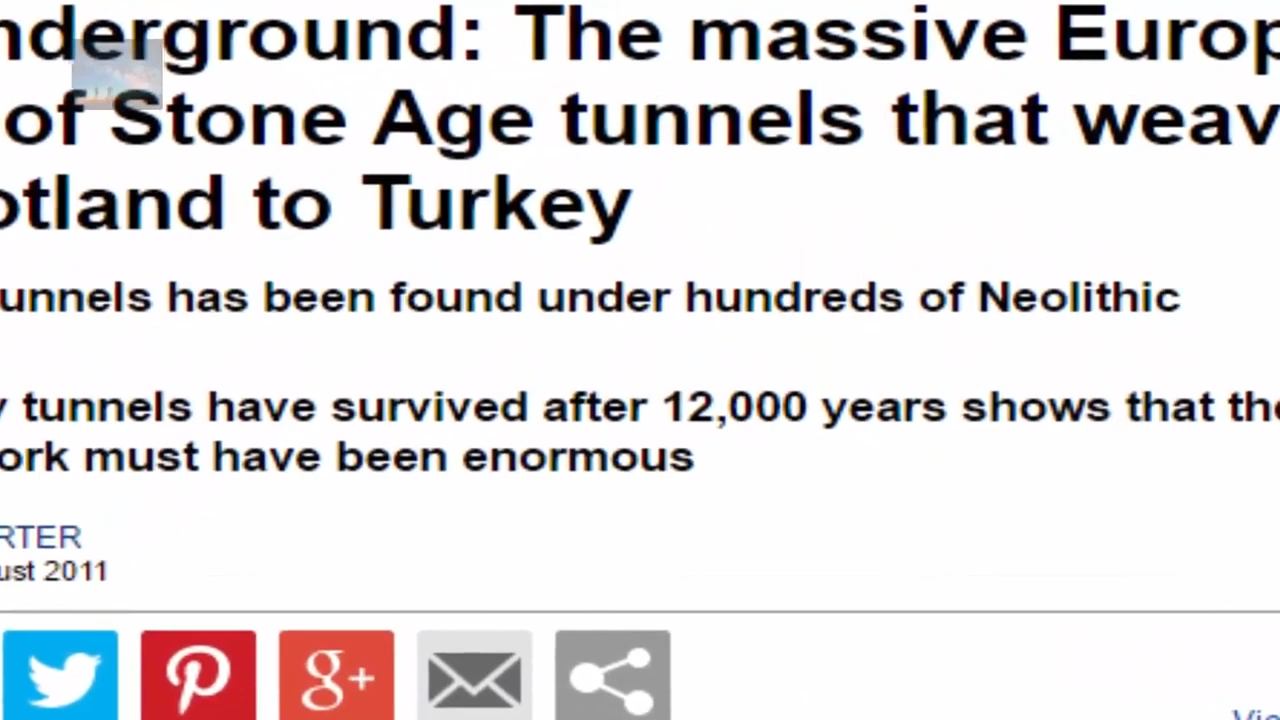 nderground: The massive Europ
of Stone Age tunnels that weav
otland to Turkey
unnels has been found under hundreds of Neolithic
y tunnels have survived after 12,000 years shows that the
ork must have been enormous
RTER
ust 2011
g+
Vie